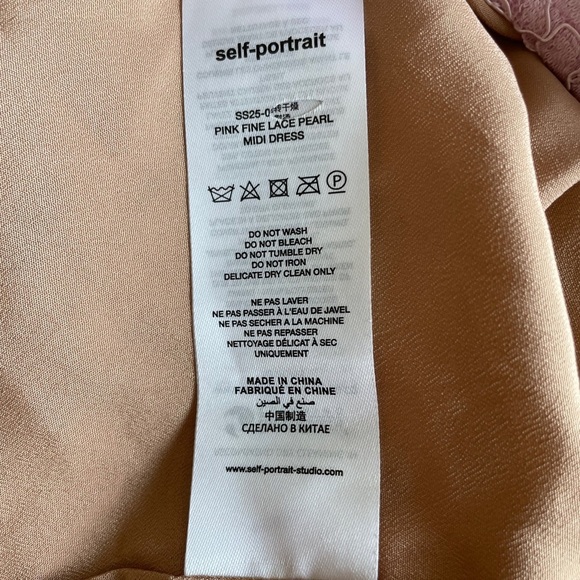 self-portrait
SS25-0
PINK FINE LACE PEARL
MIDI DRESS
P
DO NOT WASH
DO NOT BLEACH
DO NOT TUMBLE DRY
DO NOT IRON
DELICATE DRY CLEAN ONLY
NE PAS LAVER
NE PAS PASSER À L'EAU DE JAVEL
NE PAS SECHER A LA MACHINE
NE PAS REPASSER
NETTOYAGE DÉLICAT À SEC
UNIQUEMENT
MADE IN CHINA
FABRIQUÉ EN CHINE
صنع في الصين
中国制造
СДЕЛАНО В КИТАЕ
www.self-portrait-studio.com